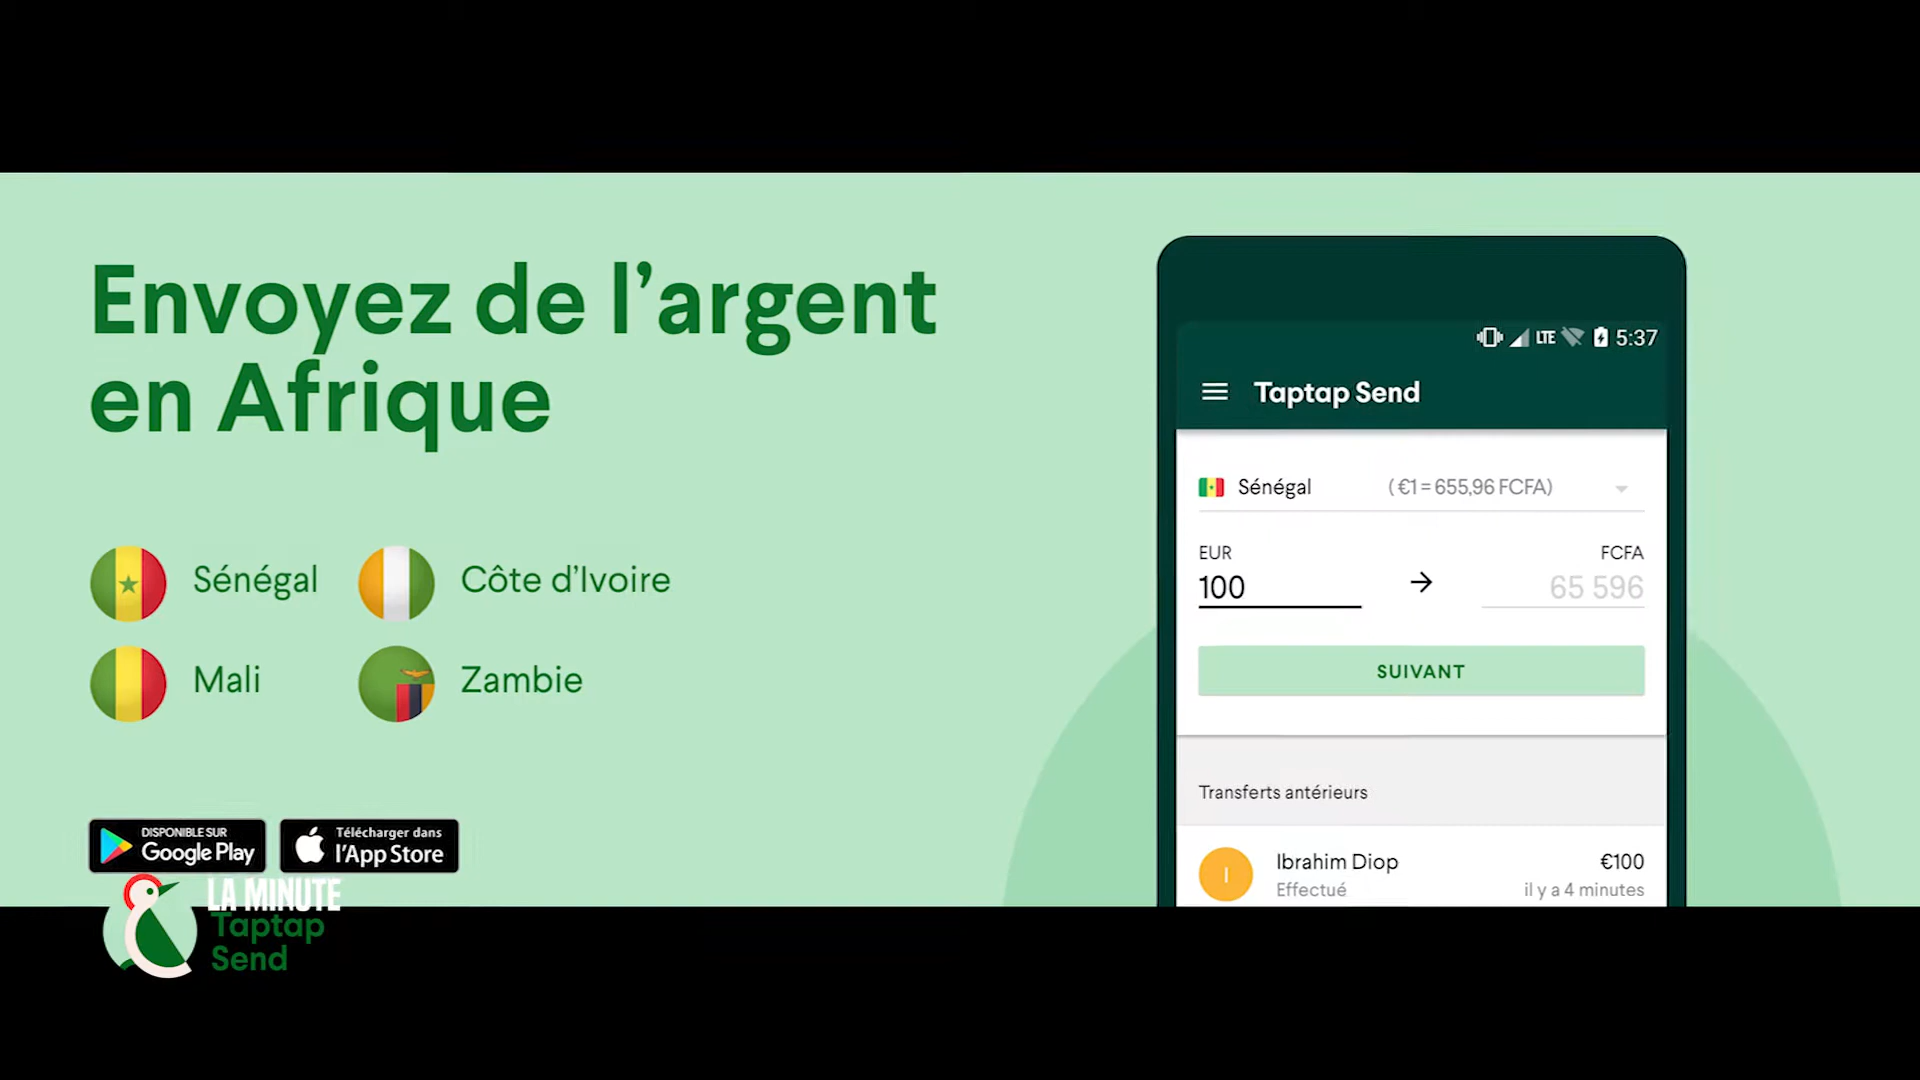 Envoyez de l’argent
en Afrique
Sénégal
Côte d’Ivoire
Mali
Zambie
DISPONIBLE SUR
Google Play
Télécharger dans
l’App Store
LA MINUTE
Taptap
Send
LTE 5:37
Taptap Send
Sénégal (€1 = 655,96 FCFA)
EUR FCFA
100 → 65 596
SUIVANT
Transferts antérieurs
I
Ibrahim Diop €100
Effectué il y a 4 minutes